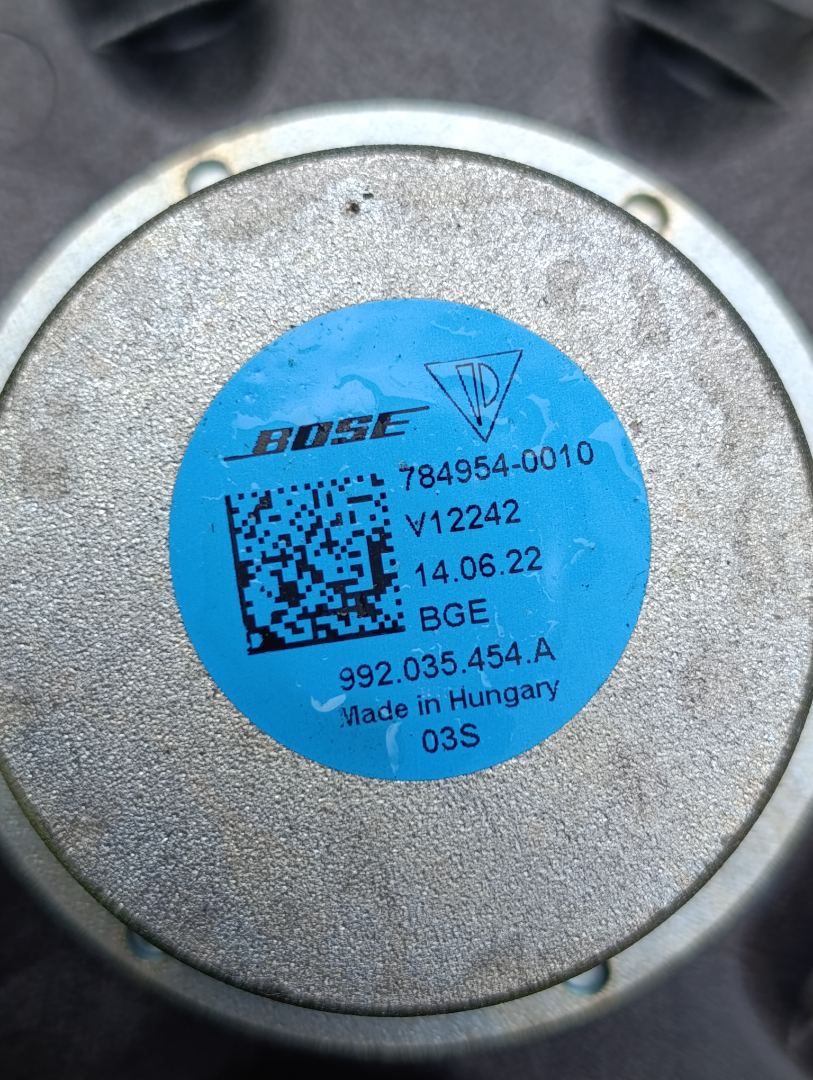 BOSE
784954-0010
V12242
14.06.22
BGE
992.035.454.A
Made in Hungary
03S